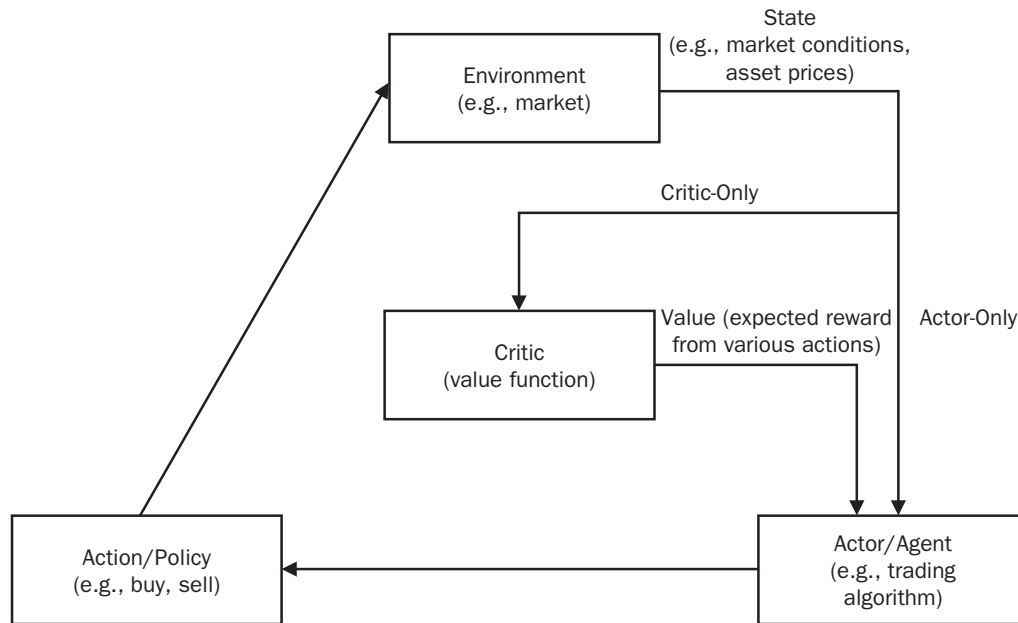 State
(e.g., market conditions,
asset prices)
Environment
(e.g., market)
Critic-Only
Value (expected reward
from various actions)
Actor-Only
Critic
(value function)
Action/Policy
(e.g., buy, sell)
Actor/Agent
(e.g., trading
algorithm)